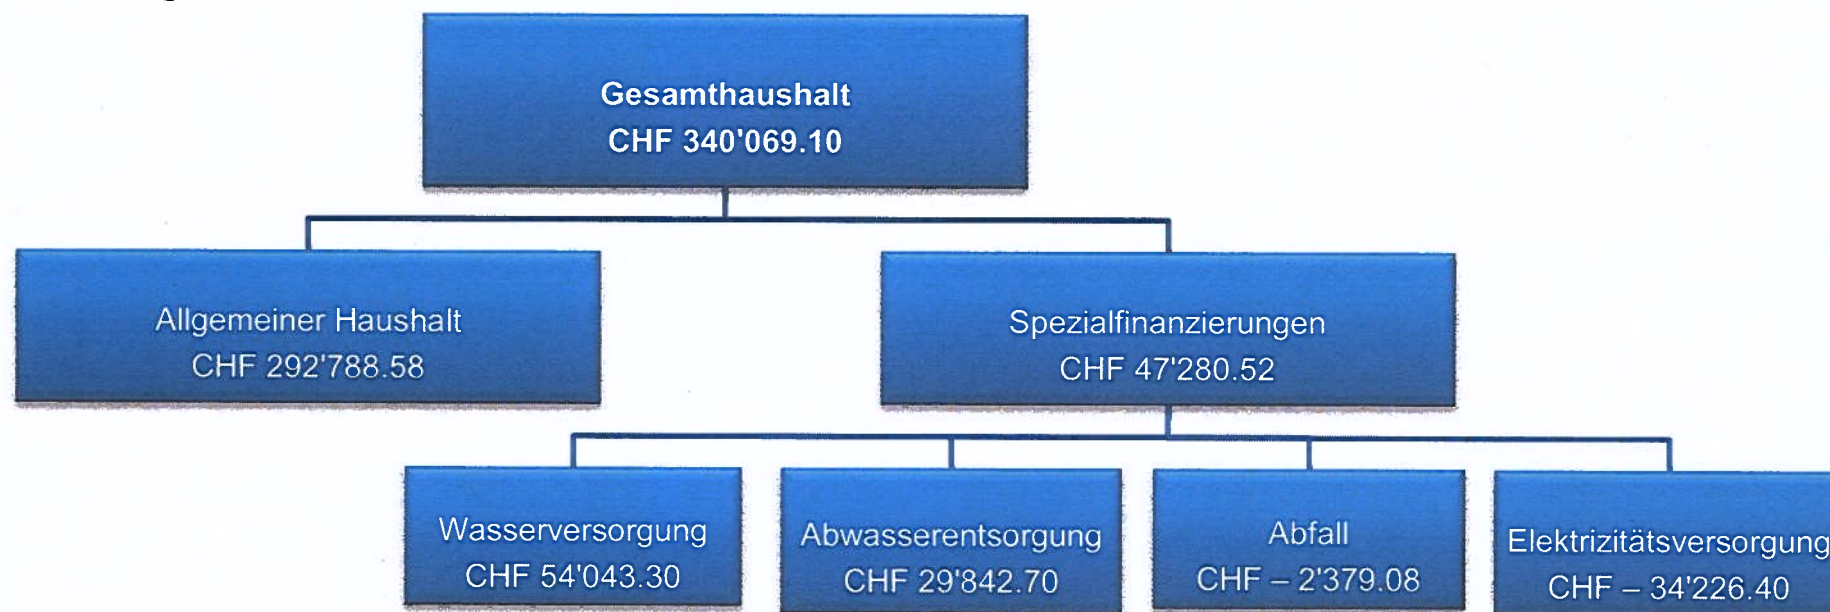 Gesamthaushalt
CHF 340'069.10
Allgemeiner Haushalt
CHF 292'788.58
Spezialfinanzierungen
CHF 47'280.52
Wasserversorgung
CHF 54'043.30
Abwasserentsorgung
CHF 29'842.70
Abfall
CHF – 2'379.08
Elektrizitätsversorgung
CHF – 34'226.40